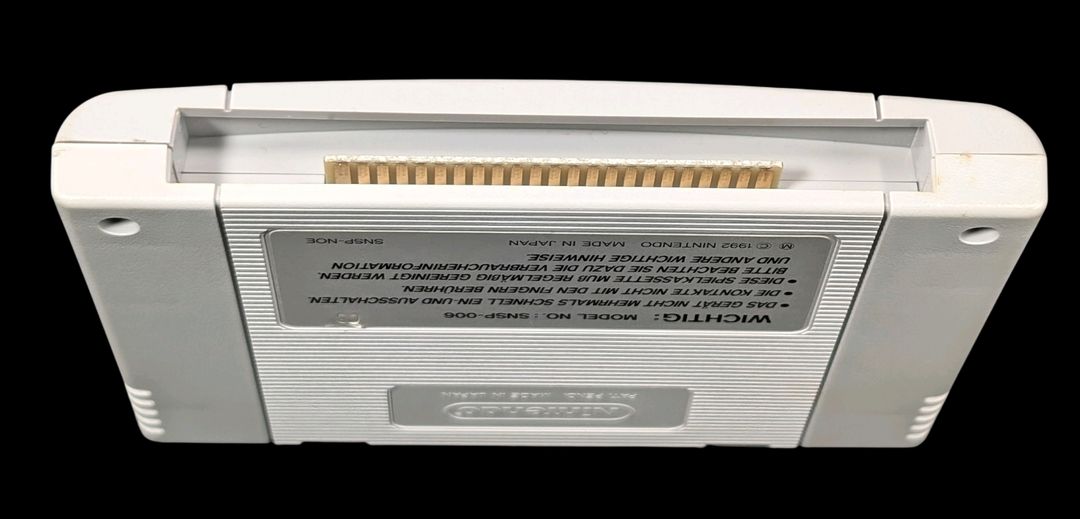 WICHTIG: MODEL NO.: SNSP-006
• DAS GERÄT NICHT MEHRMALS SCHNELL EIN-UND AUSSCHALTEN.
• DIE KONTAKTE NICHT MIT DEN FINGERN BERÜHREN.
• DIESE SPIELKASSETTE MUß REGELMÄßIG GEREINIGT WERDEN.
BITTE BEACHTEN SIE DAZU DIE VERBRAUCHERINFORMATION
UND ANDERE WICHTIGE HINWEISE.
Ⓜ © 1992 NINTENDO MADE IN JAPAN SNSP-NOE
Nintendo
PAT. PEND. MADE IN JAPAN